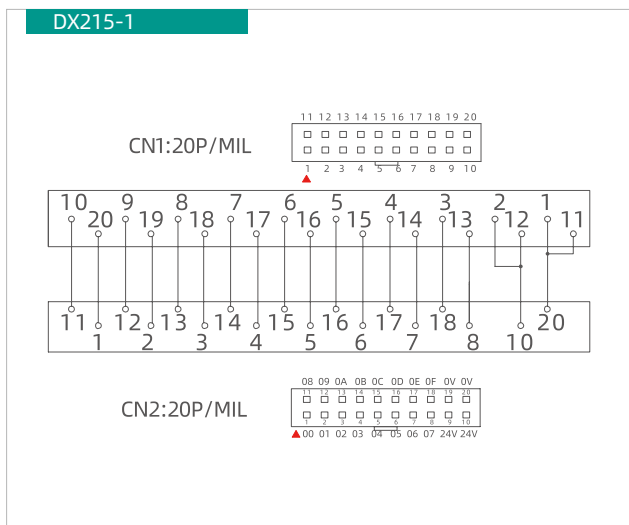 DX215-1
11 12 13 14 15 16 17 18 19 20
CN1:20P/MIL
1 2 3 4 5 6 7 8 9 10
10 9 8 7 6 5 4 3 2 1
20 19 18 17 16 15 14 13 12 11
11 12 13 14 15 16 17 18 20
1 2 3 4 5 6 7 8 10
08 09 0A 0B 0C 0D 0E 0F 0V 0V
11 12 13 14 15 16 17 18 19 20
CN2:20P/MIL
1 2 3 4 5 6 7 8 9 10
00 01 02 03 04 05 06 07 24V 24V